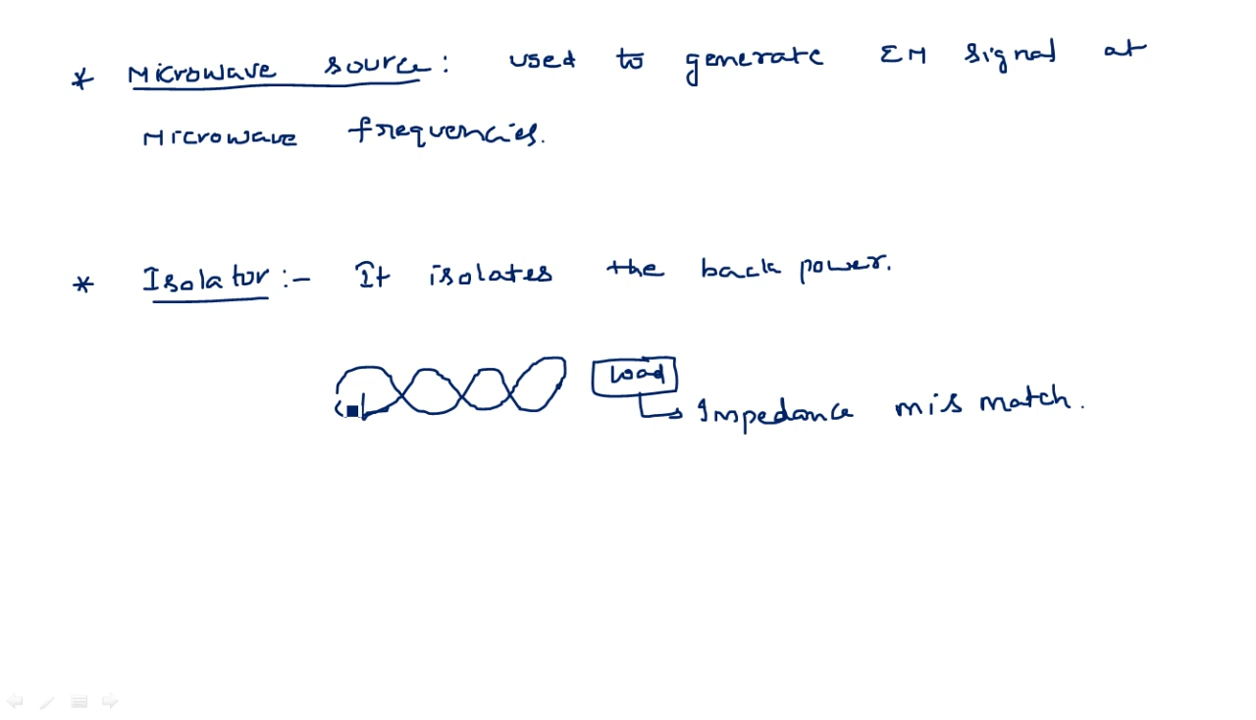 * Microwave source: used to generate EM signal at
Microwave frequencies.
* Isolator :- It isolates the back power.
Load
Impedance mis match.